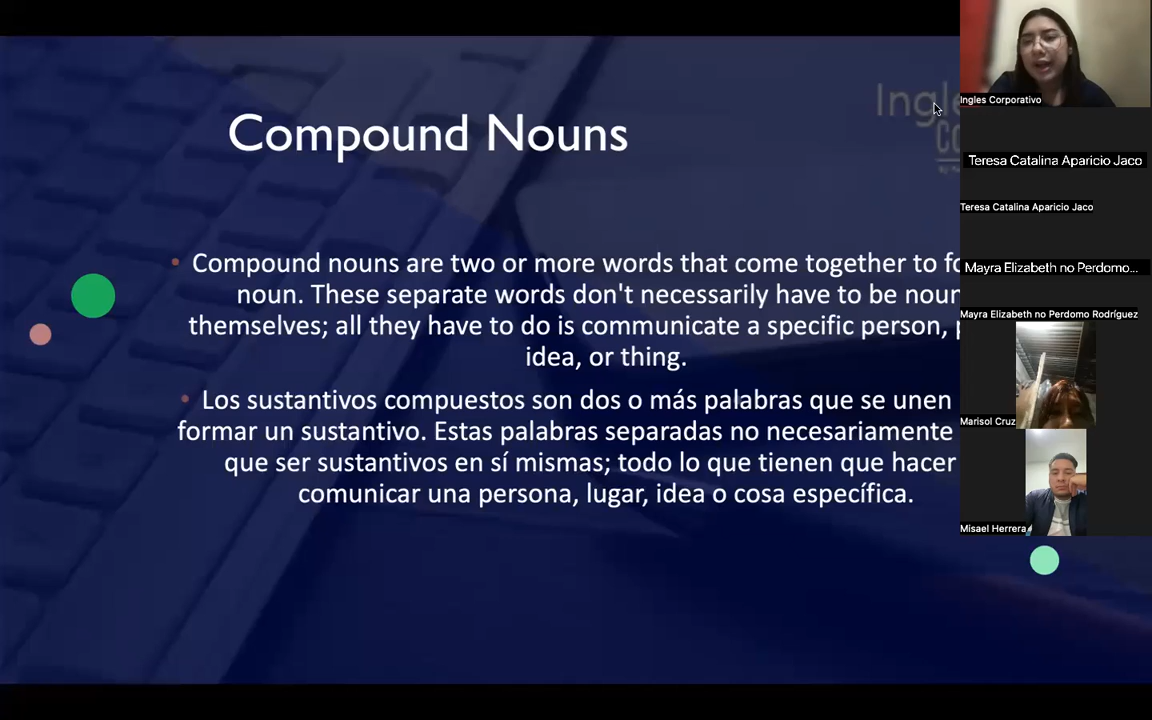 Compound Nouns
Ingl
• Compound nouns are two or more words that come together to fo
noun. These separate words don't necessarily have to be noun
themselves; all they have to do is communicate a specific person, p
idea, or thing.
• Los sustantivos compuestos son dos o más palabras que se unen
formar un sustantivo. Estas palabras separadas no necesariamente
que ser sustantivos en sí mismas; todo lo que tienen que hacer
comunicar una persona, lugar, idea o cosa específica.
Ingles Corporativo
Teresa Catalina Aparicio Jaco
Teresa Catalina Aparicio Jaco
Mayra Elizabeth no Perdomo...
Mayra Elizabeth no Perdomo Rodríguez
Marisol Cruz
Misael Herrera